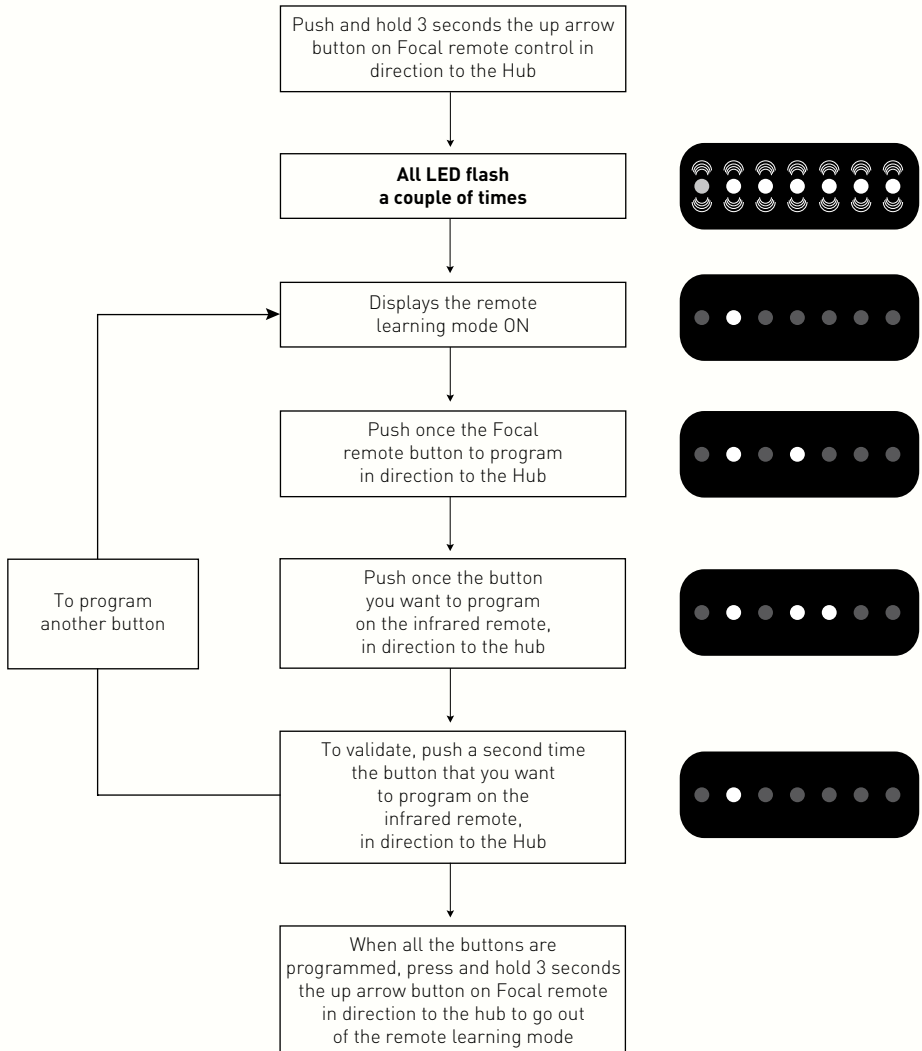 Push and hold 3 seconds the up arrow
button on Focal remote control in
direction to the Hub
All LED flash
a couple of times
Displays the remote
learning mode ON
Push once the Focal
remote button to program
in direction to the Hub
Push once the button
you want to program
on the infrared remote,
in direction to the hub
To program
another button
To validate, push a second time
the button that you want
to program on the
infrared remote,
in direction to the Hub
When all the buttons are
programmed, press and hold 3 seconds
the up arrow button on Focal remote
in direction to the hub to go out
of the remote learning mode